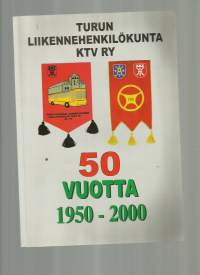 TURUN
LIIKENNEHENKILÖKUNTA
KTV RY
50
VUOTTA
1950 - 2000